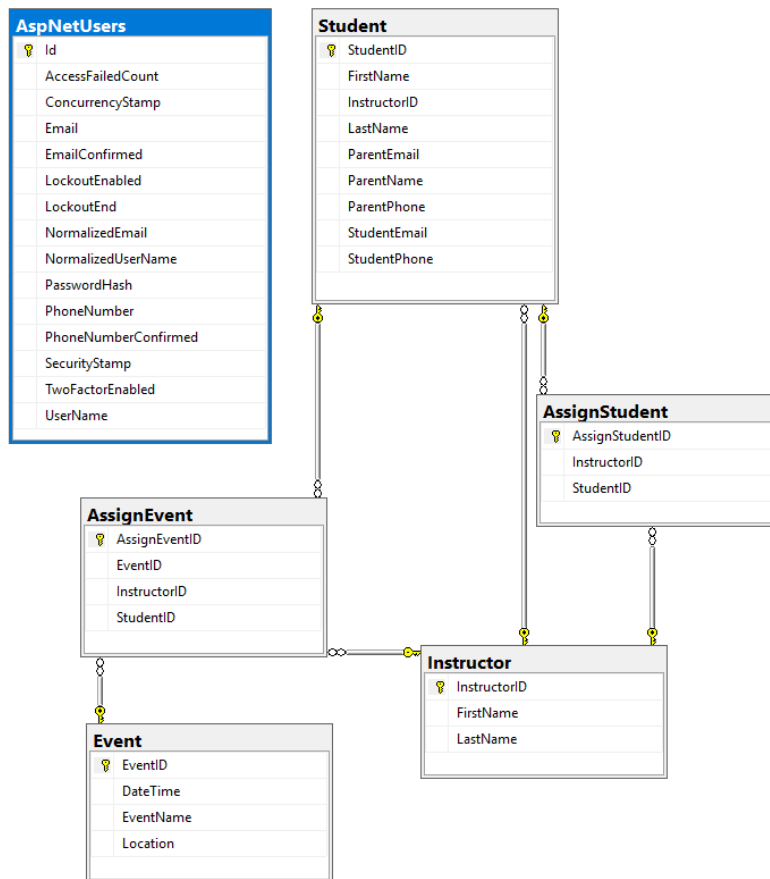 AspNetUsers
Id
AccessFailedCount
ConcurrencyStamp
Email
EmailConfirmed
LockoutEnabled
LockoutEnd
NormalizedEmail
NormalizedUserName
PasswordHash
PhoneNumber
PhoneNumberConfirmed
SecurityStamp
TwoFactorEnabled
UserName
Student
StudentID
FirstName
InstructorID
LastName
ParentEmail
ParentName
ParentPhone
StudentEmail
StudentPhone
AssignStudent
AssignStudentID
InstructorID
StudentID
AssignEvent
AssignEventID
EventID
InstructorID
StudentID
Instructor
InstructorID
FirstName
LastName
Event
EventID
DateTime
EventName
Location